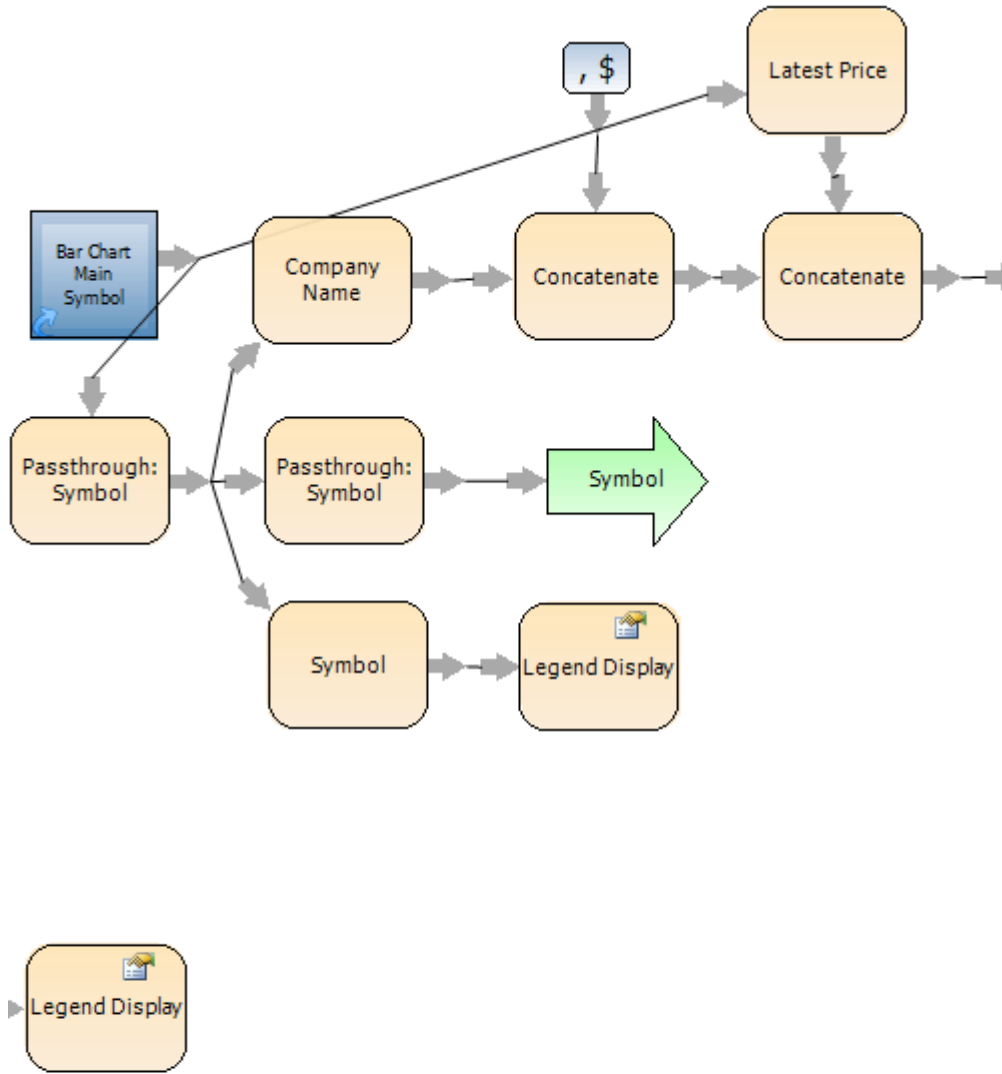 , $
Latest Price
Bar Chart
Main
Symbol
Company
Name
Concatenate
Concatenate
Passthrough:
Symbol
Passthrough:
Symbol
Symbol
Symbol
Legend Display
Legend Display